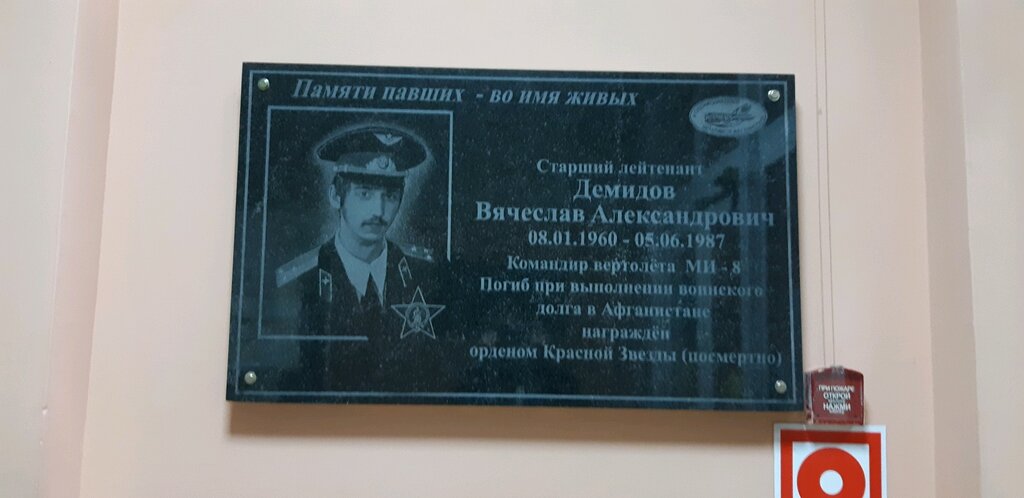 Памяти павших - во имя живых
Старший лейтенант
Демидов
Вячеслав Александрович
08.01.1960 - 05.06.1987
Командир вертолёта МИ - 8
Погиб при выполнении воинского
долга в Афганистане
награждён
орденом Красной Звезды (посмертно)
ПРИ ПОЖАРЕ
ОТКРОЙ
НАЖМИ